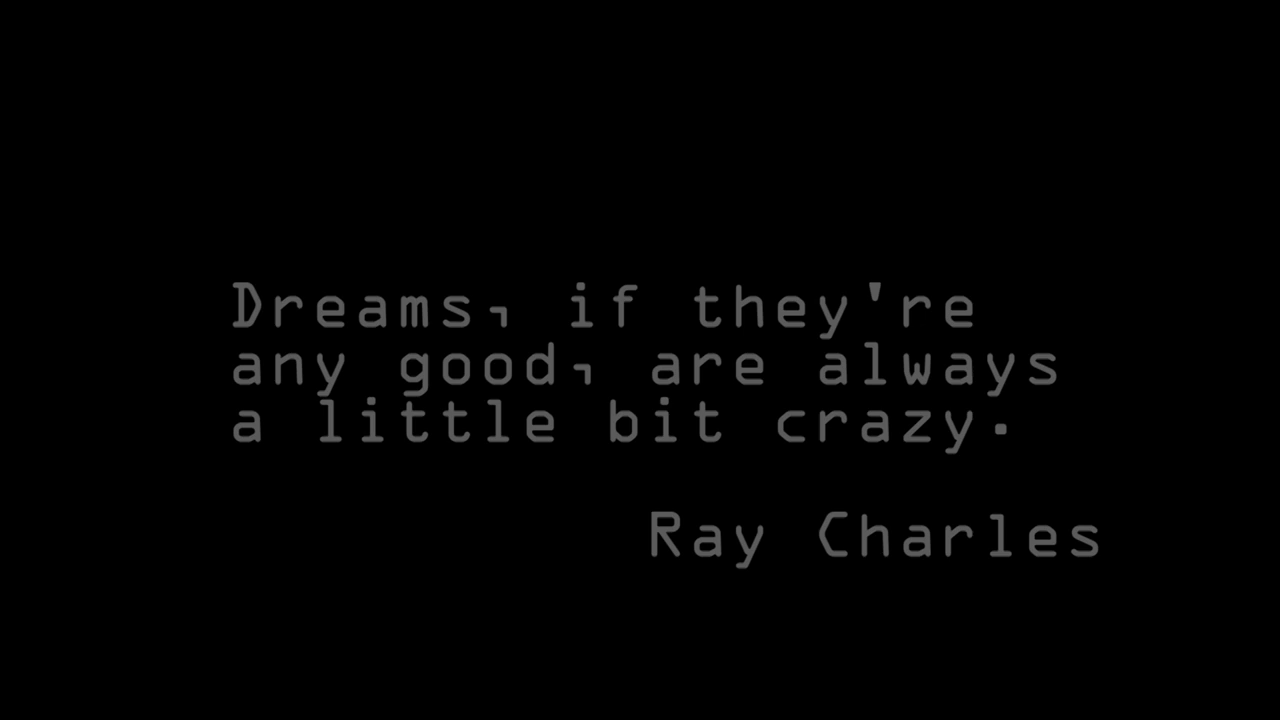 Dreams, if they're
any good, are always
a little bit crazy.
Ray Charles